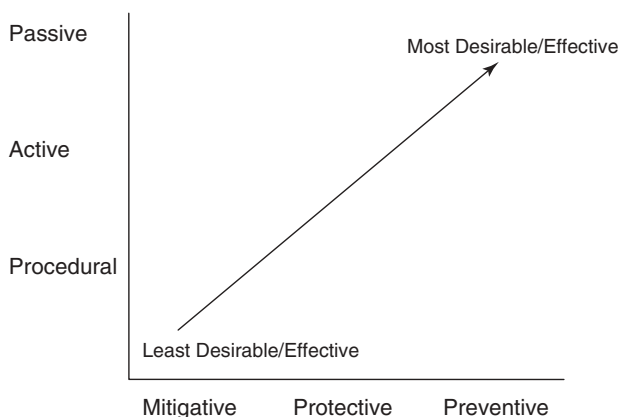 Passive
Most Desirable/Effective
Active
Procedural
Least Desirable/Effective
Mitigative Protective Preventive